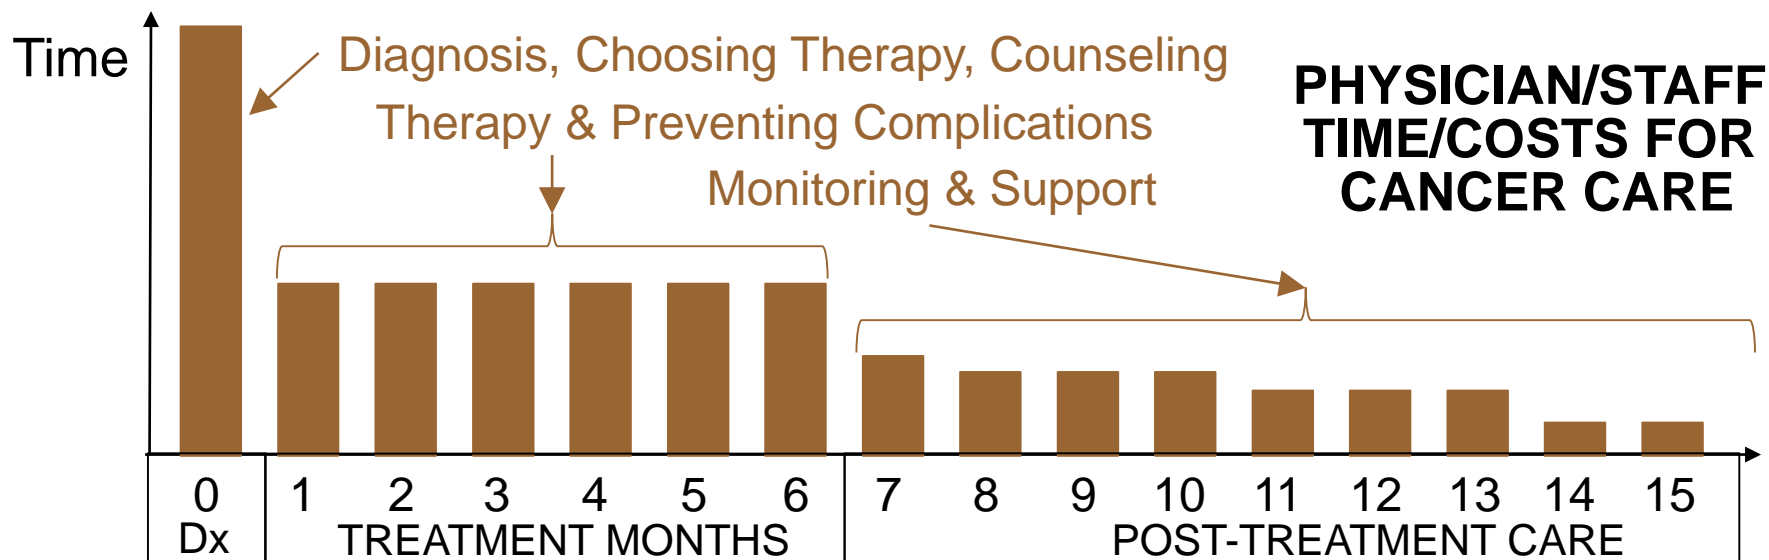 Time
Diagnosis, Choosing Therapy, Counseling
Therapy & Preventing Complications
Monitoring & Support
PHYSICIAN/STAFF
TIME/COSTS FOR
CANCER CARE
0 1 2 3 4 5 6 7 8 9 10 11 12 13 14 15
Dx TREATMENT MONTHS POST-TREATMENT CARE